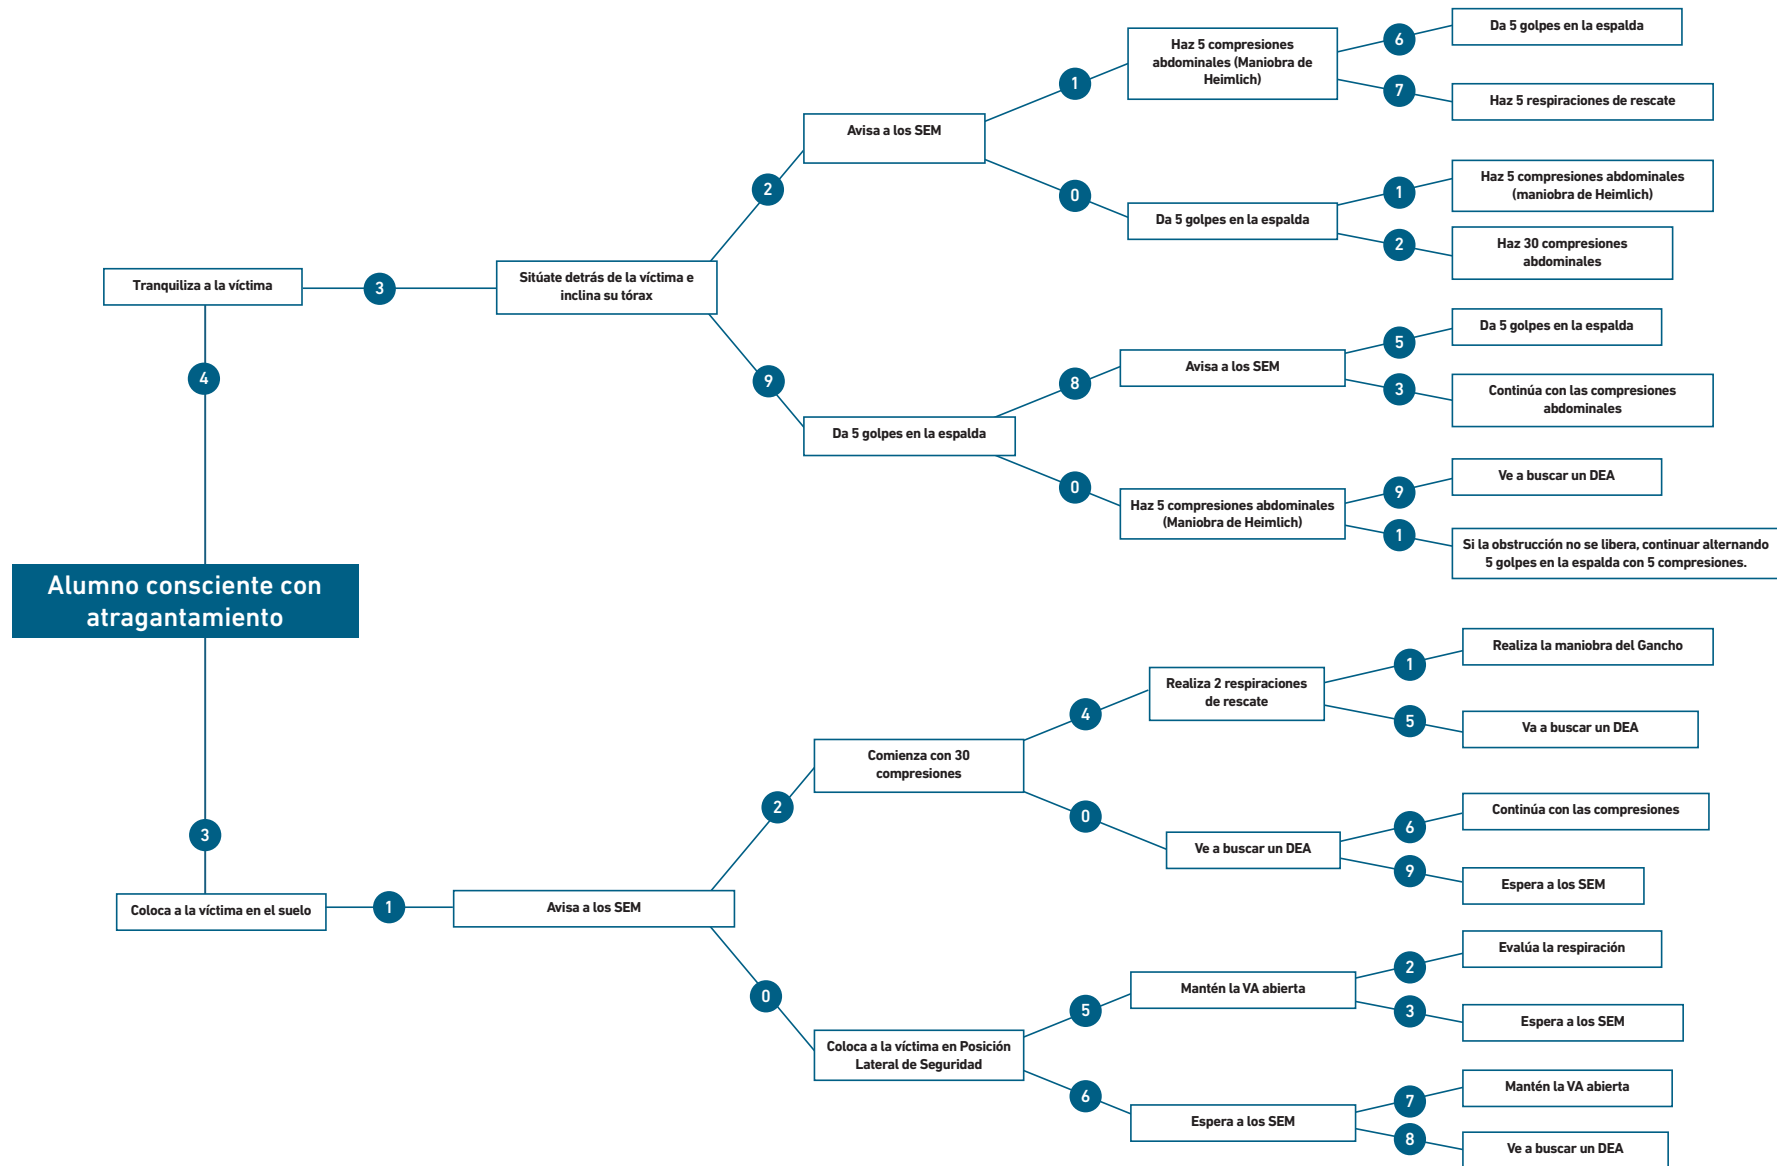 Alumno consciente con
atragantamiento
4
Tranquiliza a la víctima
3
Sitúate detrás de la víctima e
inclina su tórax
2
Avisa a los SEM
1
Haz 5 compresiones
abdominales (Maniobra de
Heimlich)
6
Da 5 golpes en la espalda
7
Haz 5 respiraciones de rescate
0
Da 5 golpes en la espalda
1
Haz 5 compresiones abdominales
(maniobra de Heimlich)
2
Haz 30 compresiones
abdominales
9
Da 5 golpes en la espalda
8
Avisa a los SEM
5
Da 5 golpes en la espalda
3
Continúa con las compresiones
abdominales
0
Haz 5 compresiones abdominales
(Maniobra de Heimlich)
9
Ve a buscar un DEA
1
Si la obstrucción no se libera, continuar alternando
5 golpes en la espalda con 5 compresiones.
3
Coloca a la víctima en el suelo
1
Avisa a los SEM
2
Comienza con 30
compresiones
4
Realiza 2 respiraciones
de rescate
1
Realiza la maniobra del Gancho
5
Va a buscar un DEA
0
Ve a buscar un DEA
6
Continúa con las compresiones
9
Espera a los SEM
0
Coloca a la víctima en Posición
Lateral de Seguridad
5
Mantén la VA abierta
2
Evalúa la respiración
3
Espera a los SEM
6
Espera a los SEM
7
Mantén la VA abierta
8
Ve a buscar un DEA